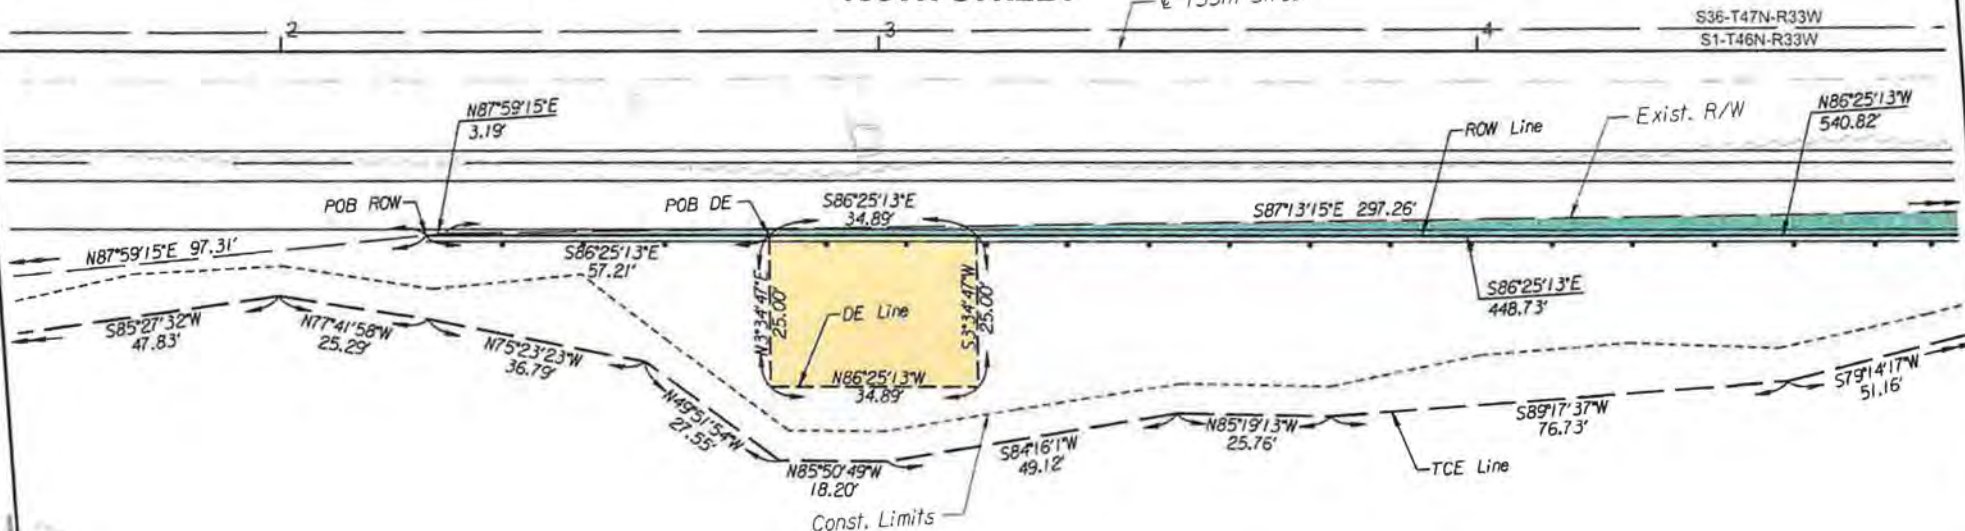 S36-T47N-R33W
2
3
4
S1-T46N-R33W
N87°59'15"E
3.19'
N86°25'13"W
540.82'
ROW Line
Exist. R/W
POB ROW
POB DE
S86°25'13"E
34.89'
S87°13'15"E 297.26'
N87°59'15"E 97.31'
S86°25'13"E
57.21'
N3°34'47"E
25.00'
S3°34'47"W
25.00'
S86°25'13"E
448.73'
DE Line
S85°27'32"W
47.83'
N77°41'58"W
25.29'
N75°23'23"W
36.79'
N86°25'13"W
34.89'
S79°14'17"W
51.16'
N49°51'54"W
27.55'
S84°16'1"W
49.12'
N85°19'13"W
25.76'
S89°17'37"W
76.73'
N85°50'49"W
18.20'
TCE Line
Const. Limits